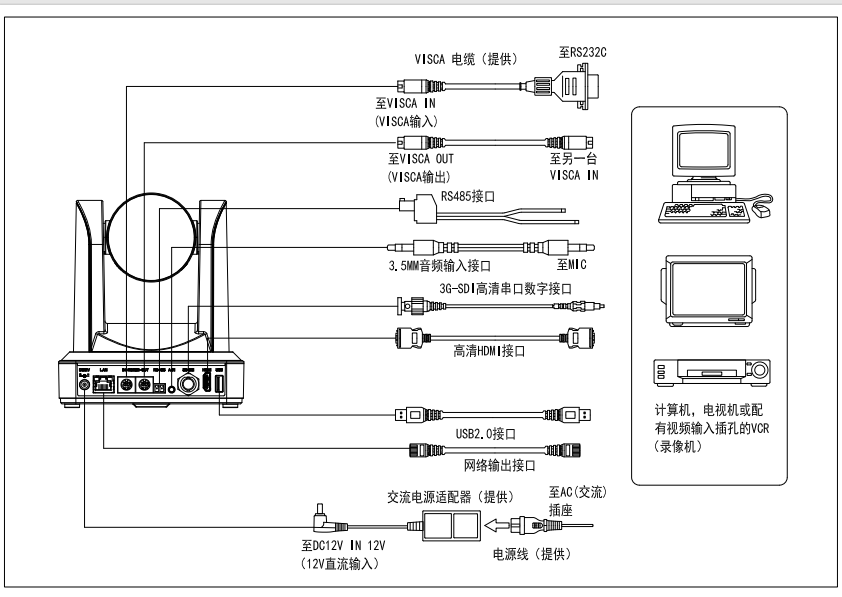 VISCA 电缆（提供）
至RS232C
至VISCA IN
(VISCA输入)
至VISCA OUT
(VISCA输出)
至另一台
VISCA IN
RS485接口
3.5MM音频输入接口
至MIC
3G-SDI高清串口数字接口
高清HDMI接口
LAN
USB2.0接口
网络输出接口
交流电源适配器（提供）
至AC(交流)
插座
至DC12V IN 12V
(12V直流输入)
电源线（提供）
计算机，电视机或配
有视频输入插孔的VCR
(录像机)